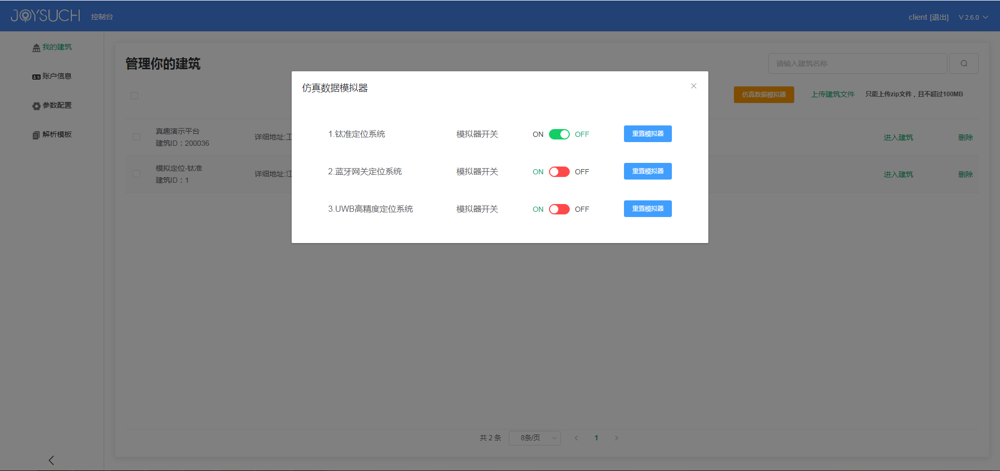 JOYSUCH 控制台 client [退出] V 2.6.0
我的建筑
账户信息
参数配置
解析模板
管理你的建筑
请输入建筑名称
仿真数据模拟器 上传建筑文件 只能上传zip文件，且不超过100MB
真趣演示平台
建筑ID：200036
详细地址:
进入建筑 删除
模拟定位-钛准
建筑ID：1
详细地址:江
进入建筑 删除
仿真数据模拟器
1.钛准定位系统 模拟器开关 ON OFF 重置模拟器
2.蓝牙网关定位系统 模拟器开关 ON OFF 重置模拟器
3.UWB高精度定位系统 模拟器开关 ON OFF 重置模拟器
共 2 条 8条/页 1